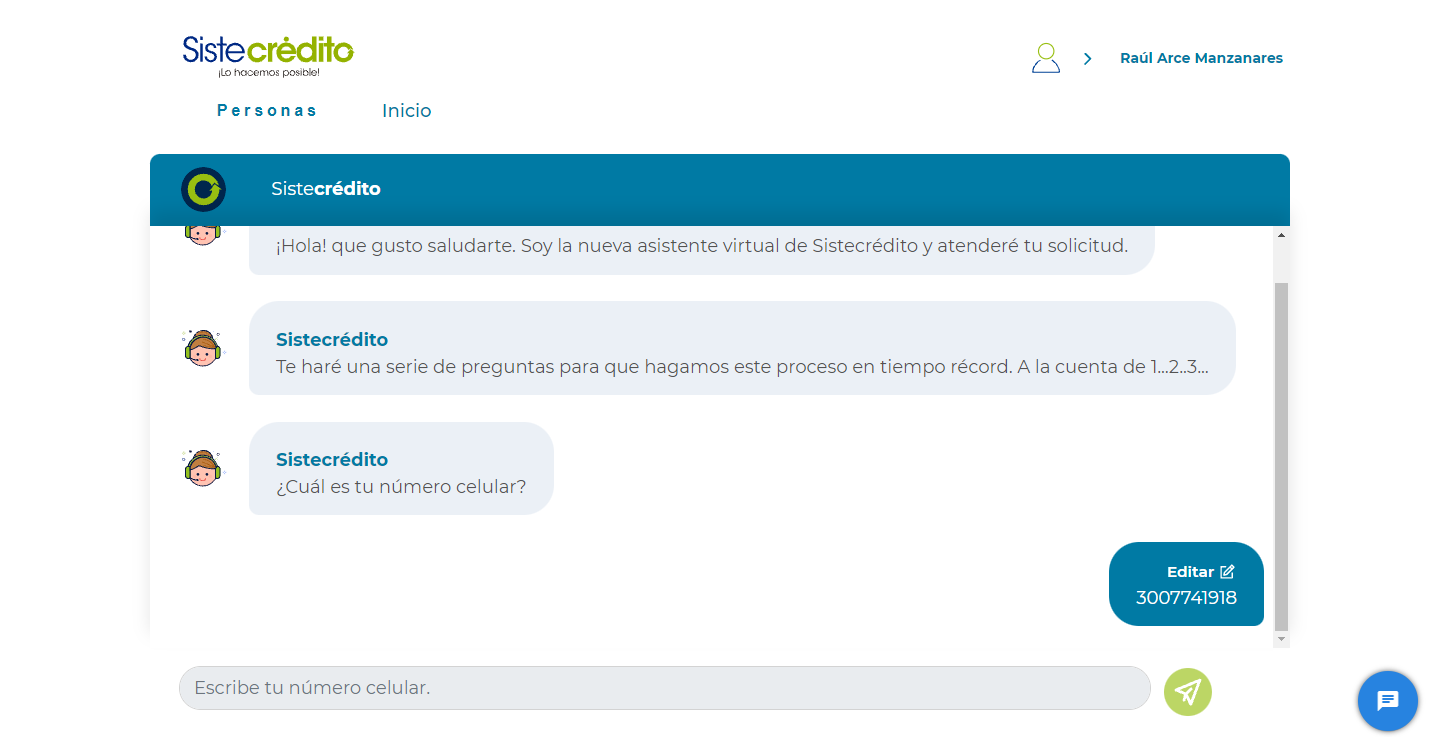 Sistecrédito
¡Lo hacemos posible!
Raúl Arce Manzanares
Personas Inicio
Sistecrédito
¡Hola! que gusto saludarte. Soy la nueva asistente virtual de Sistecrédito y atenderé tu solicitud.
Sistecrédito
Te haré una serie de preguntas para que hagamos este proceso en tiempo récord. A la cuenta de 1...2..3...
Sistecrédito
¿Cuál es tu número celular?
Editar
3007741918
Escribe tu número celular.